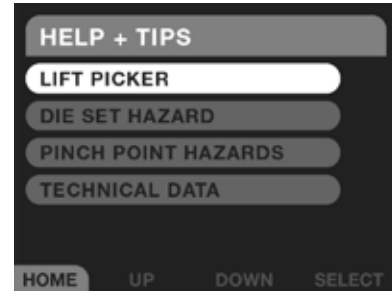 HELP + TIPS
LIFT PICKER
DIE SET HAZARD
PINCH POINT HAZARDS
TECHNICAL DATA
HOME UP DOWN SELECT